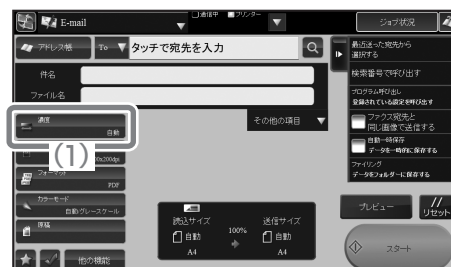 E-mail
送信中
プリンター
ジョブ状況
アドレス帳
To
タッチで宛先を入力
件名
ファイル名
濃度
自動
(1)
00x200dpi
フォーマット
PDF
カラーモード
自動/グレースケール
原稿
他の機能
その他の項目
読込サイズ
自動
A4
100%
送信サイズ
自動
A4
最近送った宛先から
選択する
検索番号で呼び出す
プログラム呼び出し
登録されている設定を呼び出す
ファクス宛先と
同じ画像で送信する
自動一時保存
データを一時的に保存する
ファイリング
データをフォルダーに保存する
プレビュー
リセット
スタート